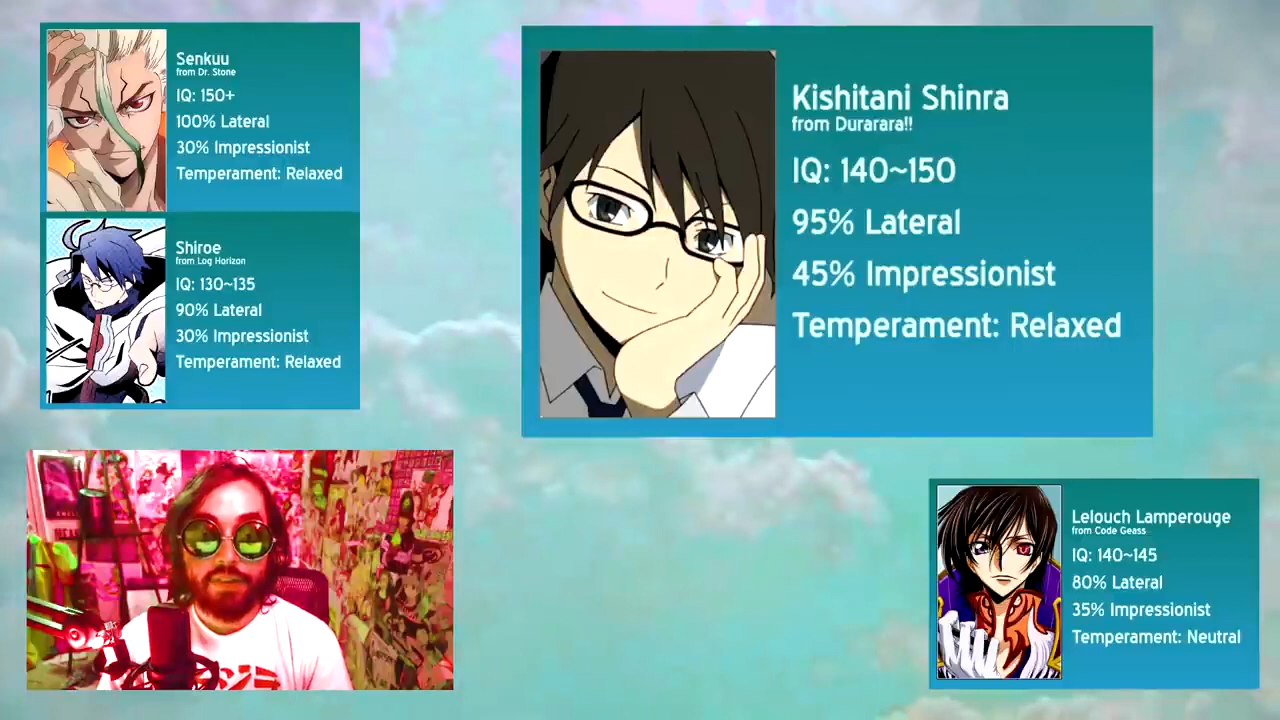 Senkuu
from Dr. Stone
IQ: 150+
100% Lateral
30% Impressionist
Temperament: Relaxed
Shiroe
from Log Horizon
IQ: 130~135
90% Lateral
30% Impressionist
Temperament: Relaxed
Kishitani Shinra
from Durarara!!
IQ: 140~150
95% Lateral
45% Impressionist
Temperament: Relaxed
Lelouch Lamperouge
from Code Geass
IQ: 140~145
80% Lateral
35% Impressionist
Temperament: Neutral